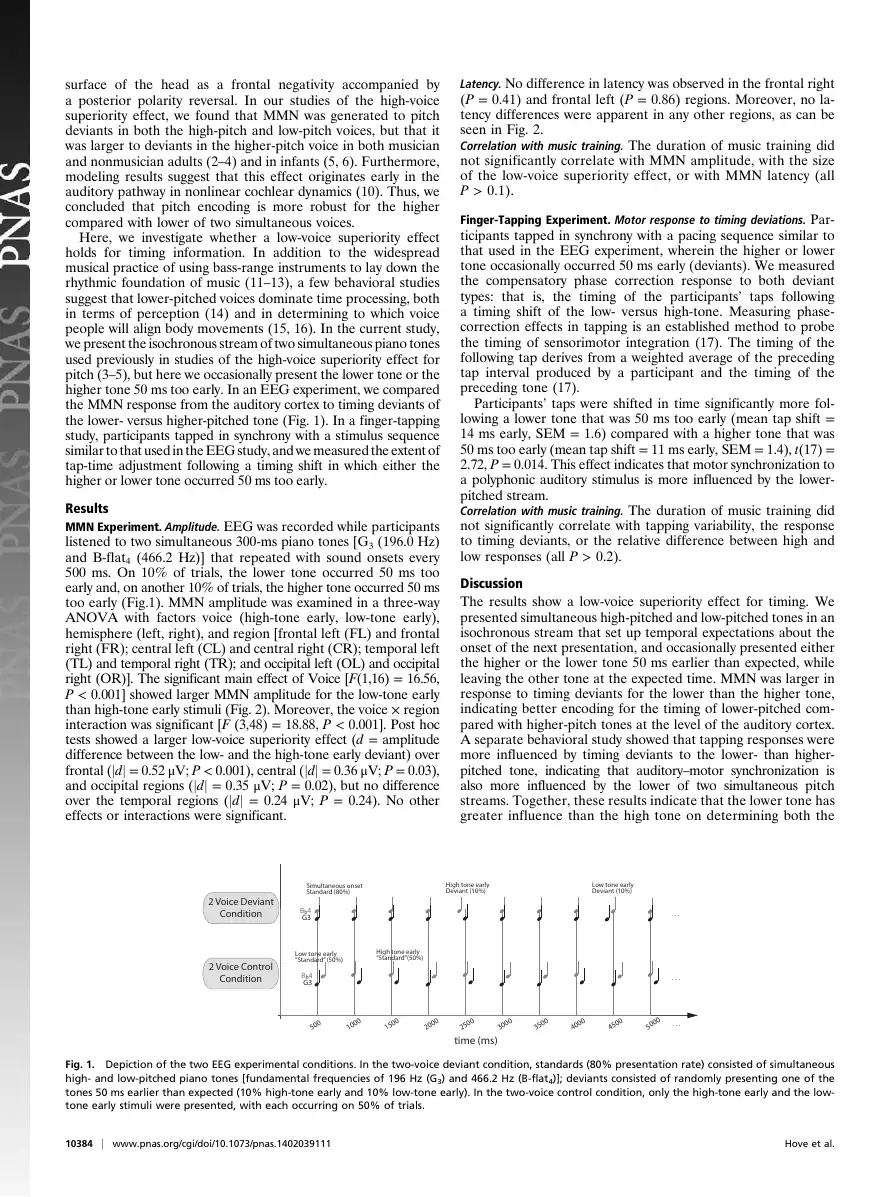 surface of the head as a frontal negativity accompanied by
a posterior polarity reversal. In our studies of the high-voice
superiority effect, we found that MMN was generated to pitch
deviants in both the high-pitch and low-pitch voices, but that it
was larger to deviants in the higher-pitch voice in both musician
and nonmusician adults (2–4) and in infants (5, 6). Furthermore,
modeling results suggest that this effect originates early in the
auditory pathway in nonlinear cochlear dynamics (10). Thus, we
concluded that pitch encoding is more robust for the higher
compared with lower of two simultaneous voices.
Here, we investigate whether a low-voice superiority effect
holds for timing information. In addition to the widespread
musical practice of using bass-range instruments to lay down the
rhythmic foundation of music (11–13), a few behavioral studies
suggest that lower-pitched voices dominate time processing, both
in terms of perception (14) and in determining to which voice
people will align body movements (15, 16). In the current study,
we present the isochronous stream of two simultaneous piano tones
used previously in studies of the high-voice superiority effect for
pitch (3–5), but here we occasionally present the lower tone or the
higher tone 50 ms too early. In an EEG experiment, we compared
the MMN response from the auditory cortex to timing deviants of
the lower- versus higher-pitched tone (Fig. 1). In a finger-tapping
study, participants tapped in synchrony with a stimulus sequence
similar to that used in the EEG study, and we measured the extent of
tap-time adjustment following a timing shift in which either the
higher or lower tone occurred 50 ms too early.
Results
MMN Experiment. Amplitude. EEG was recorded while participants
listened to two simultaneous 300-ms piano tones [G3 (196.0 Hz)
and B-flat4 (466.2 Hz)] that repeated with sound onsets every
500 ms. On 10% of trials, the lower tone occurred 50 ms too
early and, on another 10% of trials, the higher tone occurred 50 ms
too early (Fig.1). MMN amplitude was examined in a three-way
ANOVA with factors voice (high-tone early, low-tone early),
hemisphere (left, right), and region [frontal left (FL) and frontal
right (FR); central left (CL) and central right (CR); temporal left
(TL) and temporal right (TR); and occipital left (OL) and occipital
right (OR)]. The significant main effect of Voice [F(1,16) = 16.56,
P < 0.001] showed larger MMN amplitude for the low-tone early
than high-tone early stimuli (Fig. 2). Moreover, the voice × region
interaction was significant [F (3,48) = 18.88, P < 0.001]. Post hoc
tests showed a larger low-voice superiority effect (d = amplitude
difference between the low- and the high-tone early deviant) over
frontal (|d| = 0.52 μV; P < 0.001), central (|d| = 0.36 μV; P = 0.03),
and occipital regions (|d| = 0.35 μV; P = 0.02), but no difference
over the temporal regions (|d| = 0.24 μV; P = 0.24). No other
effects or interactions were significant.
Latency. No difference in latency was observed in the frontal right
(P = 0.41) and frontal left (P = 0.86) regions. Moreover, no la-
tency differences were apparent in any other regions, as can be
seen in Fig. 2.
Correlation with music training. The duration of music training did
not significantly correlate with MMN amplitude, with the size
of the low-voice superiority effect, or with MMN latency (all
P > 0.1).
Finger-Tapping Experiment. Motor response to timing deviations. Par-
ticipants tapped in synchrony with a pacing sequence similar to
that used in the EEG experiment, wherein the higher or lower
tone occasionally occurred 50 ms early (deviants). We measured
the compensatory phase correction response to both deviant
types: that is, the timing of the participants' taps following
a timing shift of the low- versus high-tone. Measuring phase-
correction effects in tapping is an established method to probe
the timing of sensorimotor integration (17). The timing of the
following tap derives from a weighted average of the preceding
tap interval produced by a participant and the timing of the
preceding tone (17).
Participants' taps were shifted in time significantly more fol-
lowing a lower tone that was 50 ms too early (mean tap shift =
14 ms early, SEM = 1.6) compared with a higher tone that was
50 ms too early (mean tap shift = 11 ms early, SEM = 1.4), t(17) =
2.72, P = 0.014. This effect indicates that motor synchronization to
a polyphonic auditory stimulus is more influenced by the lower-
pitched stream.
Correlation with music training. The duration of music training did
not significantly correlate with tapping variability, the response
to timing deviants, or the relative difference between high and
low responses (all P > 0.2).
Discussion
The results show a low-voice superiority effect for timing. We
presented simultaneous high-pitched and low-pitched tones in an
isochronous stream that set up temporal expectations about the
onset of the next presentation, and occasionally presented either
the higher or the lower tone 50 ms earlier than expected, while
leaving the other tone at the expected time. MMN was larger in
response to timing deviants for the lower than the higher tone,
indicating better encoding for the timing of lower-pitched com-
pared with higher-pitch tones at the level of the auditory cortex.
A separate behavioral study showed that tapping responses were
more influenced by timing deviants to the lower- than higher-
pitched tone, indicating that auditory–motor synchronization is
also more influenced by the lower of two simultaneous pitch
streams. Together, these results indicate that the lower tone has
greater influence than the high tone on determining both the
Simultaneous onset
Standard (80%)
High tone early
Deviant (10%)
Low tone early
Deviant (10%)
2 Voice Deviant
Condition
B♭4
G3
...
Low tone early
"Standard" (50%)
High tone early
"Standard"(50%)
2 Voice Control
Condition
B♭4
G3
...
500
1000
1500
2000
2500
3000
3500
4000
4500
5000
...
time (ms)
Fig. 1. Depiction of the two EEG experimental conditions. In the two-voice deviant condition, standards (80% presentation rate) consisted of simultaneous
high- and low-pitched piano tones [fundamental frequencies of 196 Hz (G3) and 466.2 Hz (B-flat4)]; deviants consisted of randomly presenting one of the
tones 50 ms earlier than expected (10% high-tone early and 10% low-tone early). In the two-voice control condition, only the high-tone early and the low-
tone early stimuli were presented, with each occurring on 50% of trials.
10384 | www.pnas.org/cgi/doi/10.1073/pnas.1402039111
Hove et al.
PNAS
PNAS
PNAS
PNAS
PNAS